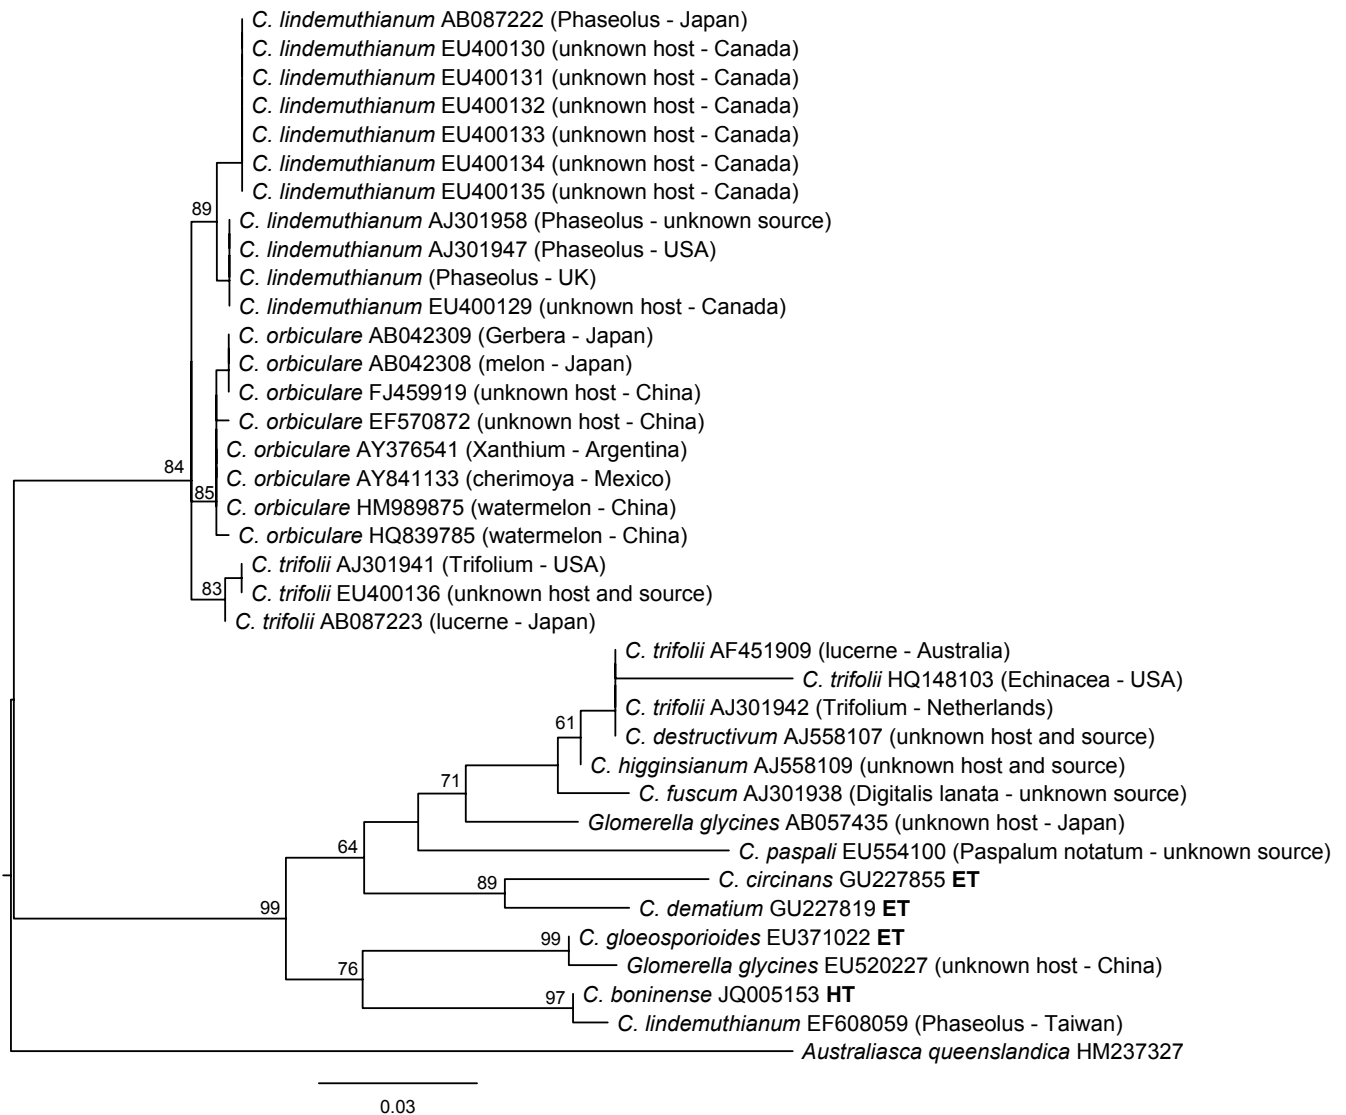 C. lindemuthianum AB087222 (Phaseolus - Japan)
C. lindemuthianum EU400130 (unknown host - Canada)
C. lindemuthianum EU400131 (unknown host - Canada)
C. lindemuthianum EU400132 (unknown host - Canada)
C. lindemuthianum EU400133 (unknown host - Canada)
C. lindemuthianum EU400134 (unknown host - Canada)
C. lindemuthianum EU400135 (unknown host - Canada)
89
C. lindemuthianum AJ301958 (Phaseolus - unknown source)
C. lindemuthianum AJ301947 (Phaseolus - USA)
C. lindemuthianum (Phaseolus - UK)
C. lindemuthianum EU400129 (unknown host - Canada)
C. orbiculare AB042309 (Gerbera - Japan)
C. orbiculare AB042308 (melon - Japan)
C. orbiculare FJ459919 (unknown host - China)
C. orbiculare EF570872 (unknown host - China)
C. orbiculare AY376541 (Xanthium - Argentina)
84
C. orbiculare AY841133 (cherimoya - Mexico)
85
C. orbiculare HM989875 (watermelon - China)
C. orbiculare HQ839785 (watermelon - China)
C. trifolii AJ301941 (Trifolium - USA)
83
C. trifolii EU400136 (unknown host and source)
C. trifolii AB087223 (lucerne - Japan)
C. trifolii AF451909 (lucerne - Australia)
C. trifolii HQ148103 (Echinacea - USA)
C. trifolii AJ301942 (Trifolium - Netherlands)
61
C. destructivum AJ558107 (unknown host and source)
C. higginsianum AJ558109 (unknown host and source)
71
C. fuscum AJ301938 (Digitalis lanata - unknown source)
Glomerella glycines AB057435 (unknown host - Japan)
64
C. paspali EU554100 (Paspalum notatum - unknown source)
89
C. circinans GU227855 ET
99
C. dematium GU227819 ET
99
C. gloeosporioides EU371022 ET
76
Glomerella glycines EU520227 (unknown host - China)
97
C. boninense JQ005153 HT
C. lindemuthianum EF608059 (Phaseolus - Taiwan)
Australiasca queenslandica HM237327
0.03